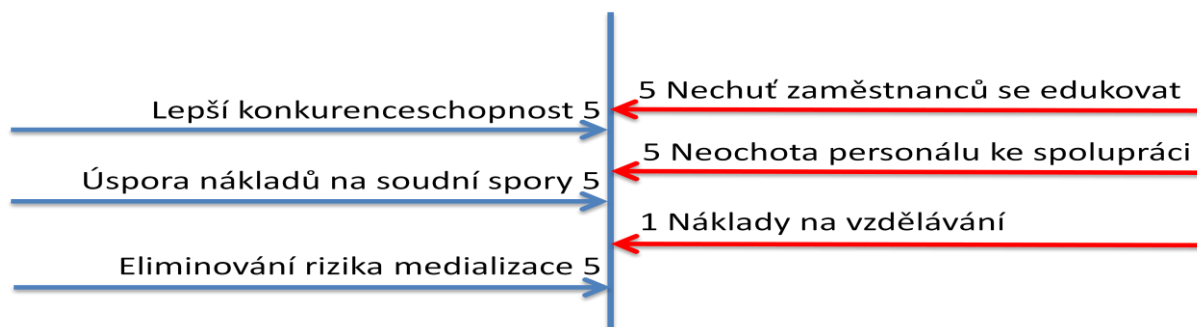 Lepší konkurenceschopnost 5
Úspora nákladů na soudní spory 5
Eliminování rizika medializace 5
5 Nechuť zaměstnanců se edukovat
5 Neochota personálu ke spolupráci
1 Náklady na vzdělávání